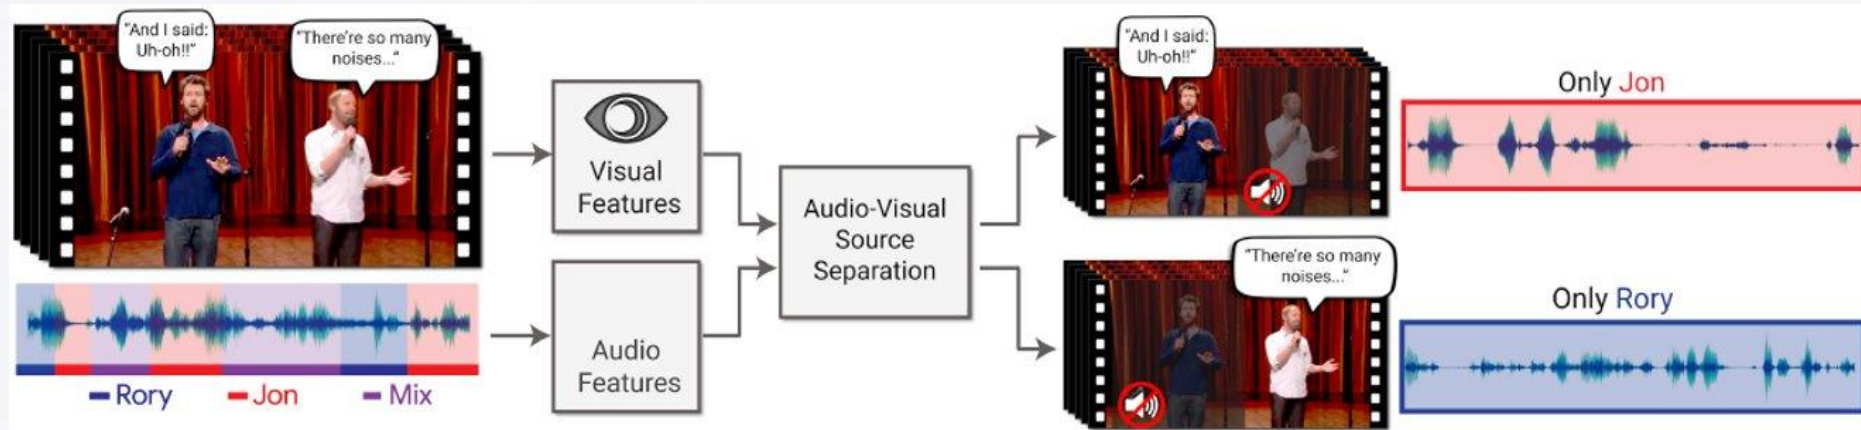 "And I said:
Uh-oh!!"
"There're so many
noises..."
Rory
Jon
Mix
Visual
Features
Audio
Features
Audio-Visual
Source
Separation
"And I said:
Uh-oh!!"
Only Jon
"There're so many
noises..."
Only Rory